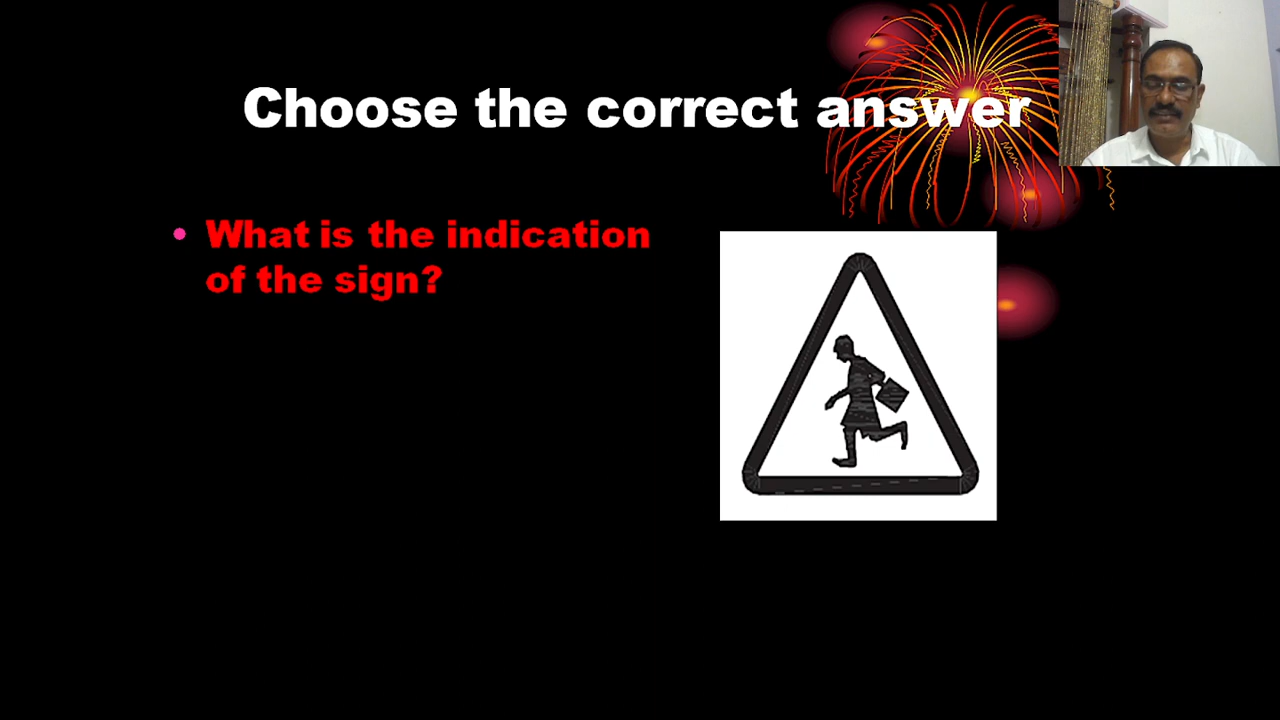 Choose the correct answer
What is the indication
of the sign?